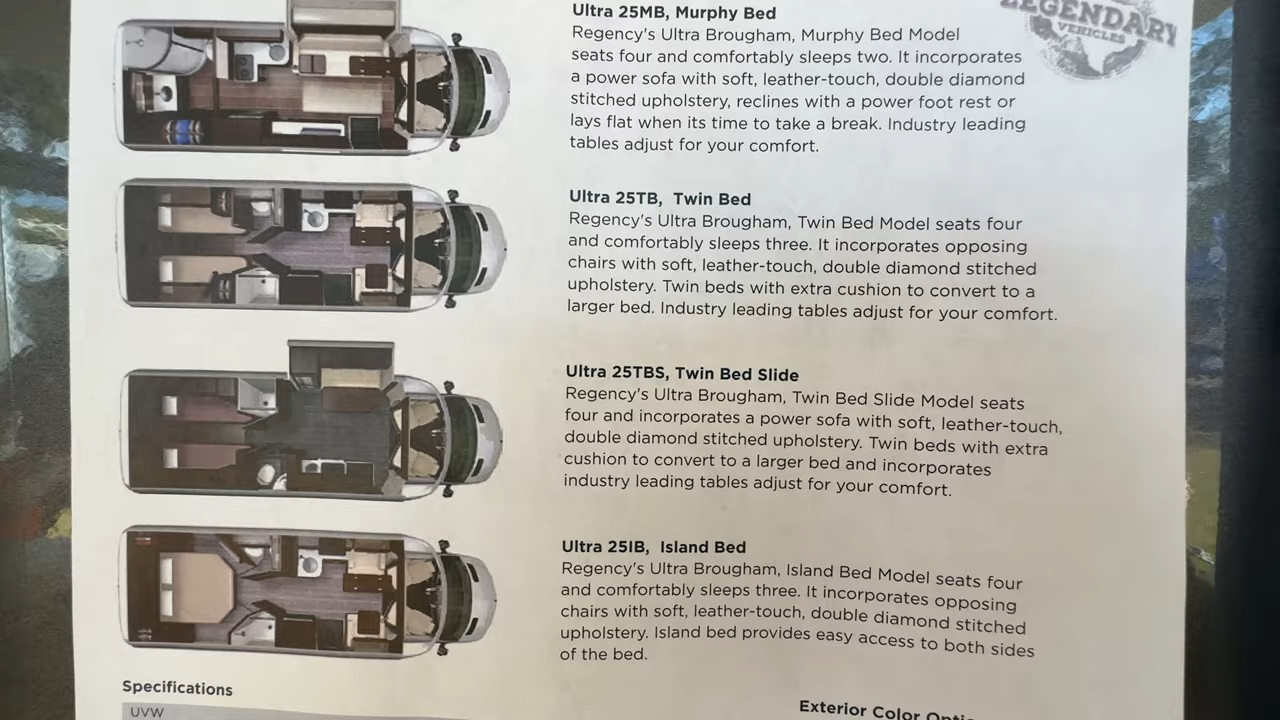 LEGENDARY
VEHICLES
Ultra 25MB, Murphy Bed
Regency's Ultra Brougham, Murphy Bed Model
seats four and comfortably sleeps two. It incorporates
a power sofa with soft, leather-touch, double diamond
stitched upholstery, reclines with a power foot rest or
lays flat when its time to take a break. Industry leading
tables adjust for your comfort.
Ultra 25TB, Twin Bed
Regency's Ultra Brougham, Twin Bed Model seats four
and comfortably sleeps three. It incorporates opposing
chairs with soft, leather-touch, double diamond stitched
upholstery. Twin beds with extra cushion to convert to a
larger bed. Industry leading tables adjust for your comfort.
Ultra 25TBS, Twin Bed Slide
Regency's Ultra Brougham, Twin Bed Slide Model seats
four and incorporates a power sofa with soft, leather-touch,
double diamond stitched upholstery. Twin beds with extra
cushion to convert to a larger bed and incorporates
industry leading tables adjust for your comfort.
Ultra 25IB, Island Bed
Regency's Ultra Brougham, Island Bed Model seats four
and comfortably sleeps three. It incorporates opposing
chairs with soft, leather-touch, double diamond stitched
upholstery. Island bed provides easy access to both sides
of the bed.
Specifications
UVW
Exterior Color